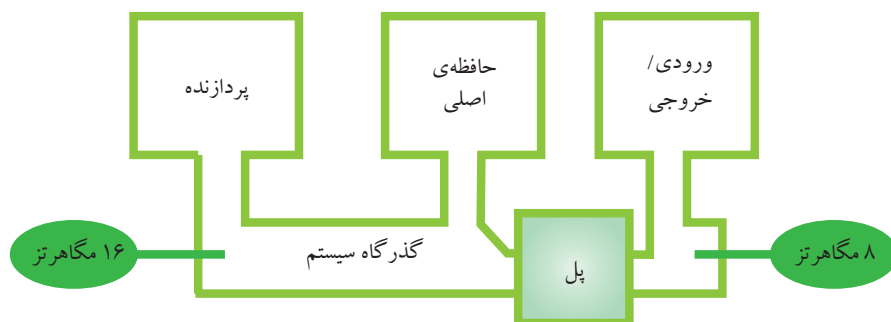 ورودی/
خروجی
حافظه‌ی
اصلی
پردازنده
۸ مگاهرتز
پل
گذرگاه سیستم
۱۶ مگاهرتز